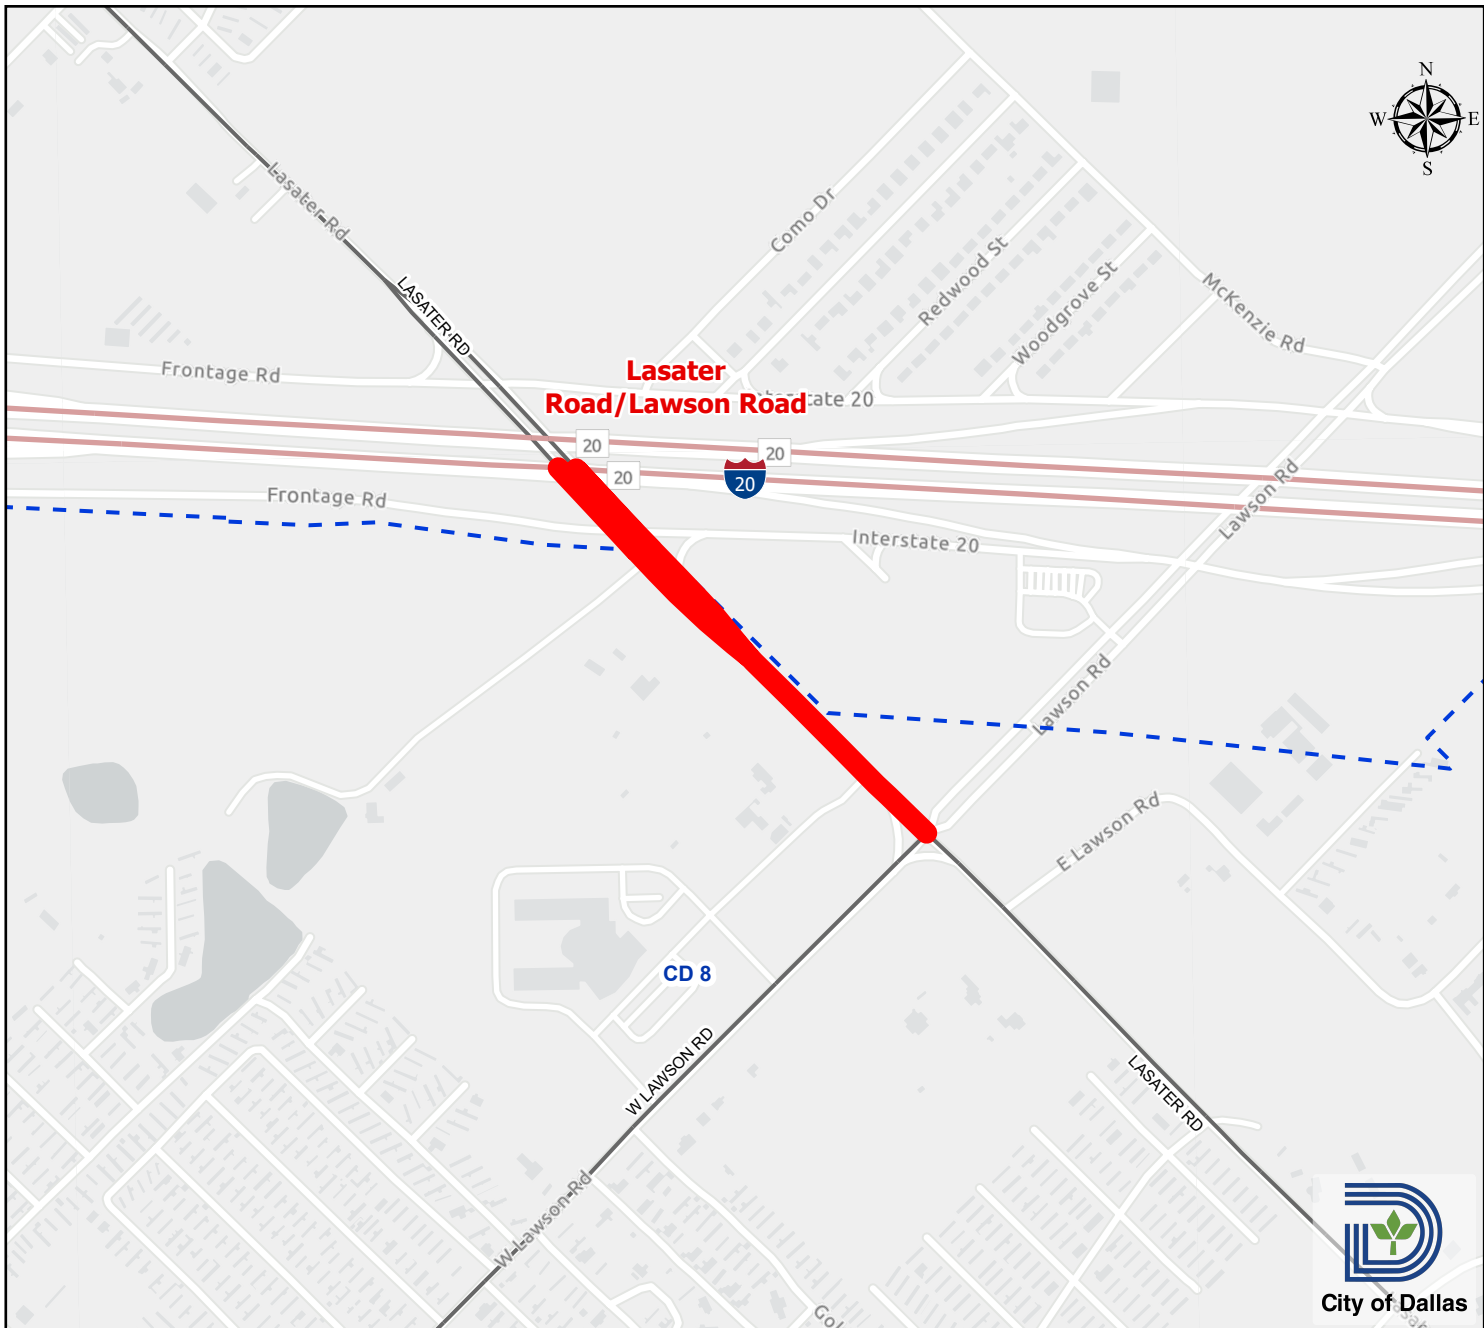 N
W
E
S
Lasater Rd
Como Dr
LASATER RD
Redwood St
Woodgrove St
McKenzie Rd
Frontage Rd
Lasater
Road/Lawson Road
Interstate 20
20
20
20
20
Frontage Rd
Lawson Rd
Interstate 20
Lawson Rd
E Lawson Rd
CD 8
W LAWSON RD
LASATER RD
W Lawson Rd
City of Dallas